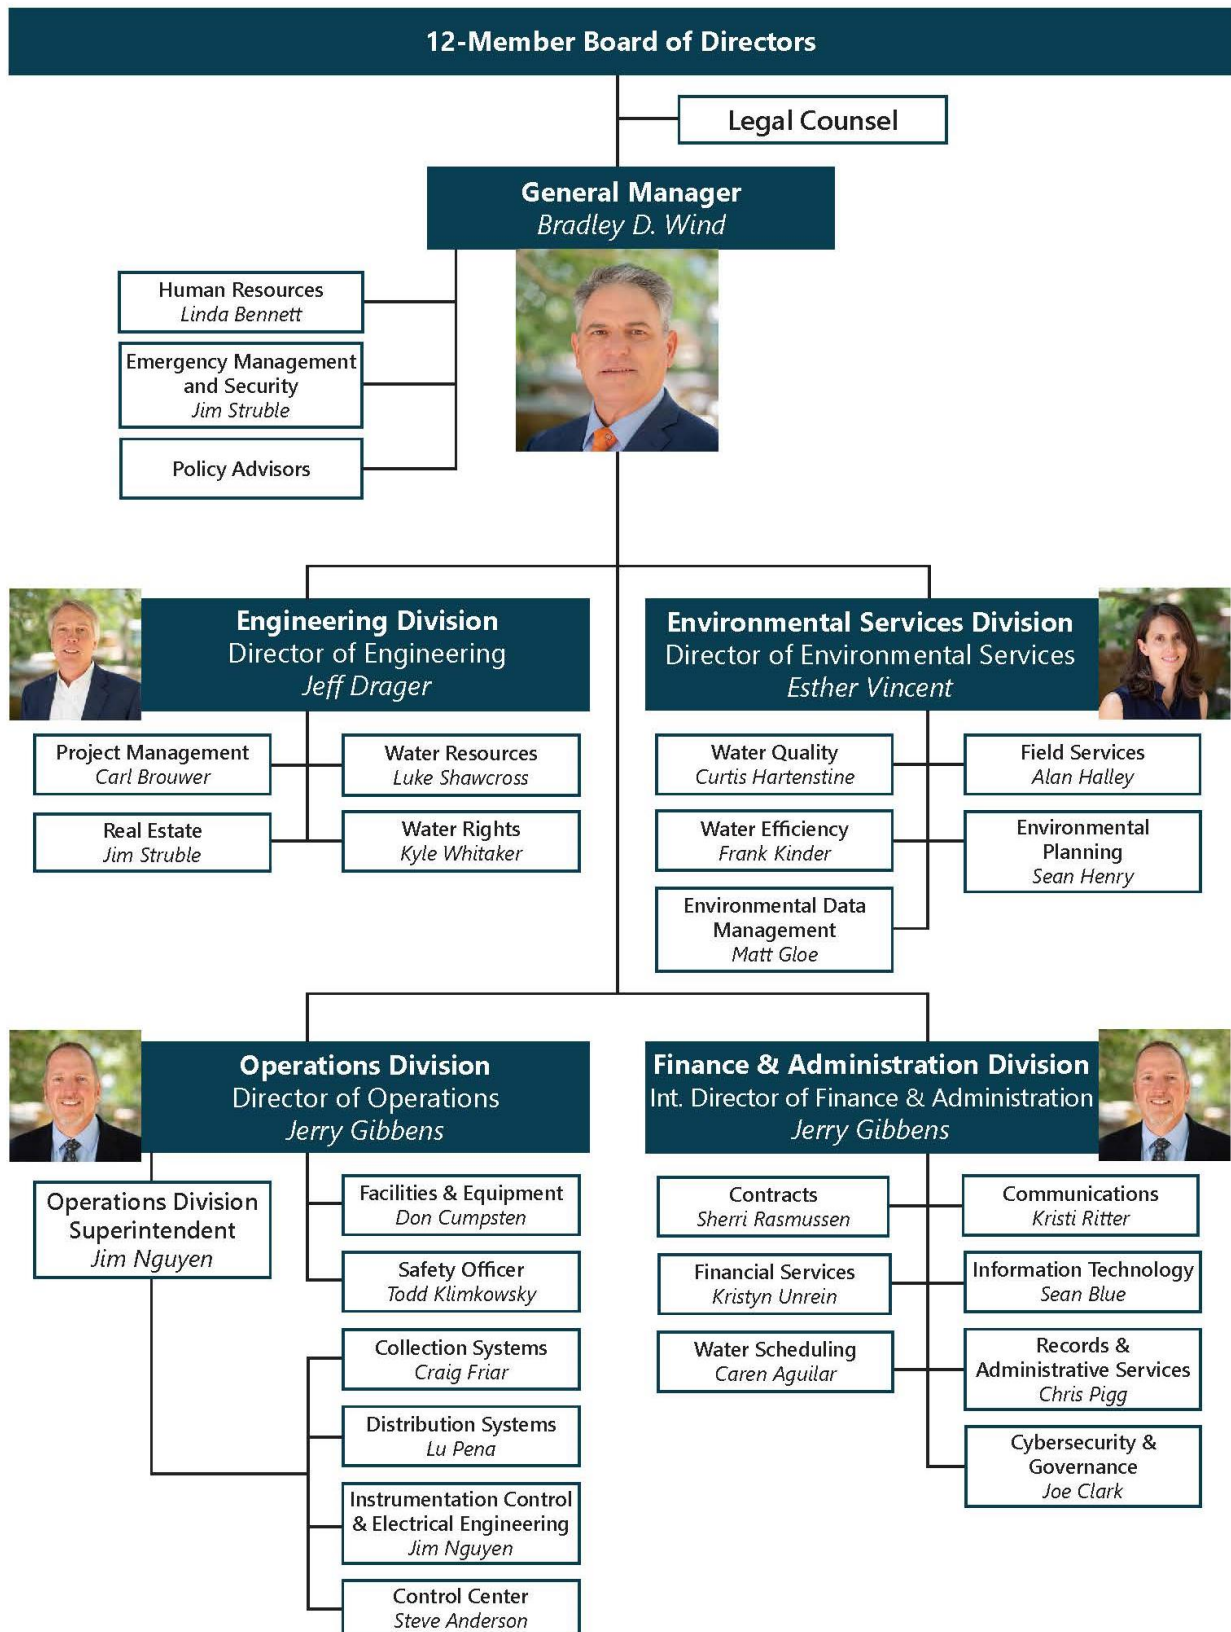 12-Member Board of Directors
Legal Counsel
General Manager
Bradley D. Wind
Human Resources
Linda Bennett
Emergency Management
and Security
Jim Struble
Policy Advisors
Engineering Division
Director of Engineering
Jeff Drager
Project Management
Carl Brouwer
Water Resources
Luke Shawcross
Real Estate
Jim Struble
Water Rights
Kyle Whitaker
Environmental Services Division
Director of Environmental Services
Esther Vincent
Water Quality
Curtis Hartenstine
Field Services
Alan Halley
Water Efficiency
Frank Kinder
Environmental
Planning
Sean Henry
Environmental Data
Management
Matt Gloe
Operations Division
Director of Operations
Jerry Gibbens
Operations Division
Superintendent
Jim Nguyen
Facilities & Equipment
Don Cumpsten
Safety Officer
Todd Klimkowsky
Collection Systems
Craig Friar
Distribution Systems
Lu Pena
Instrumentation Control
& Electrical Engineering
Jim Nguyen
Control Center
Steve Anderson
Finance & Administration Division
Int. Director of Finance & Administration
Jerry Gibbens
Contracts
Sherri Rasmussen
Communications
Kristi Ritter
Financial Services
Kristyn Unrein
Information Technology
Sean Blue
Water Scheduling
Caren Aguilar
Records &
Administrative Services
Chris Pigg
Cybersecurity &
Governance
Joe Clark